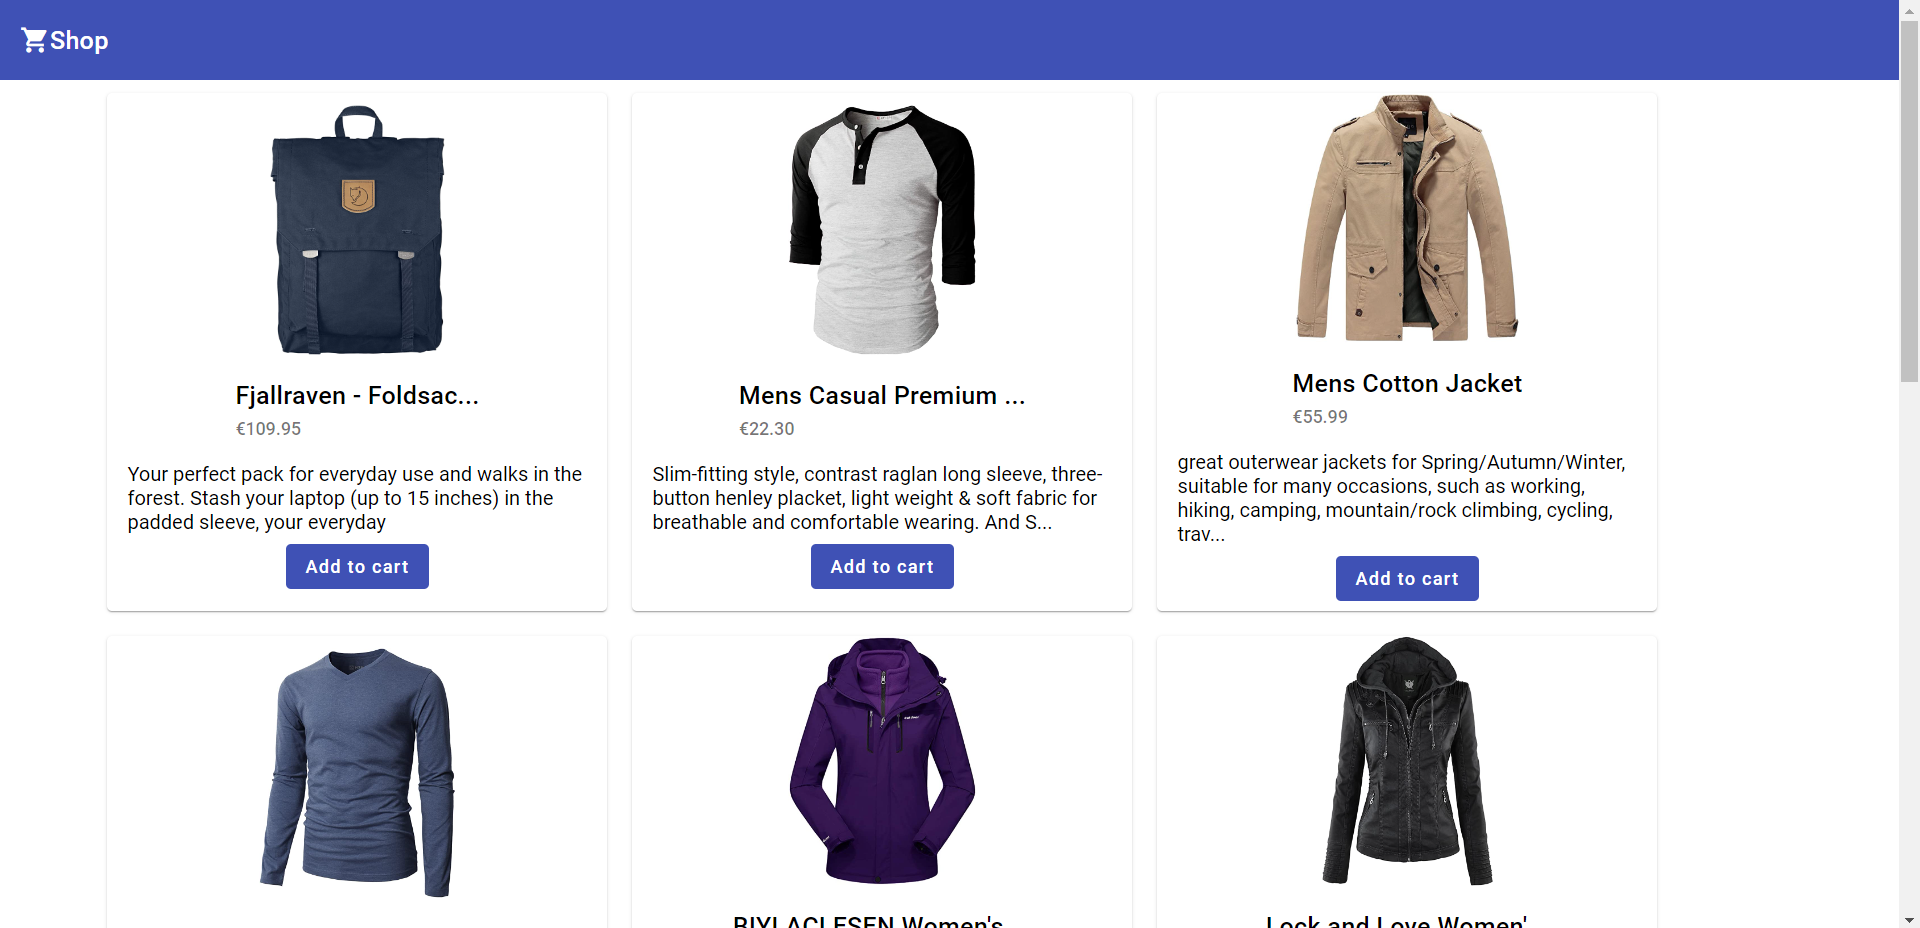 Shop
Fjallraven - Foldsac...
€109.95
Your perfect pack for everyday use and walks in the
forest. Stash your laptop (up to 15 inches) in the
padded sleeve, your everyday
Add to cart
Mens Casual Premium ...
€22.30
Slim-fitting style, contrast raglan long sleeve, three-
button henley placket, light weight & soft fabric for
breathable and comfortable wearing. And S...
Add to cart
Mens Cotton Jacket
€55.99
great outerwear jackets for Spring/Autumn/Winter,
suitable for many occasions, such as working,
hiking, camping, mountain/rock climbing, cycling,
trav...
Add to cart
BIYLACLESEN Women's
Lock and Love Women'